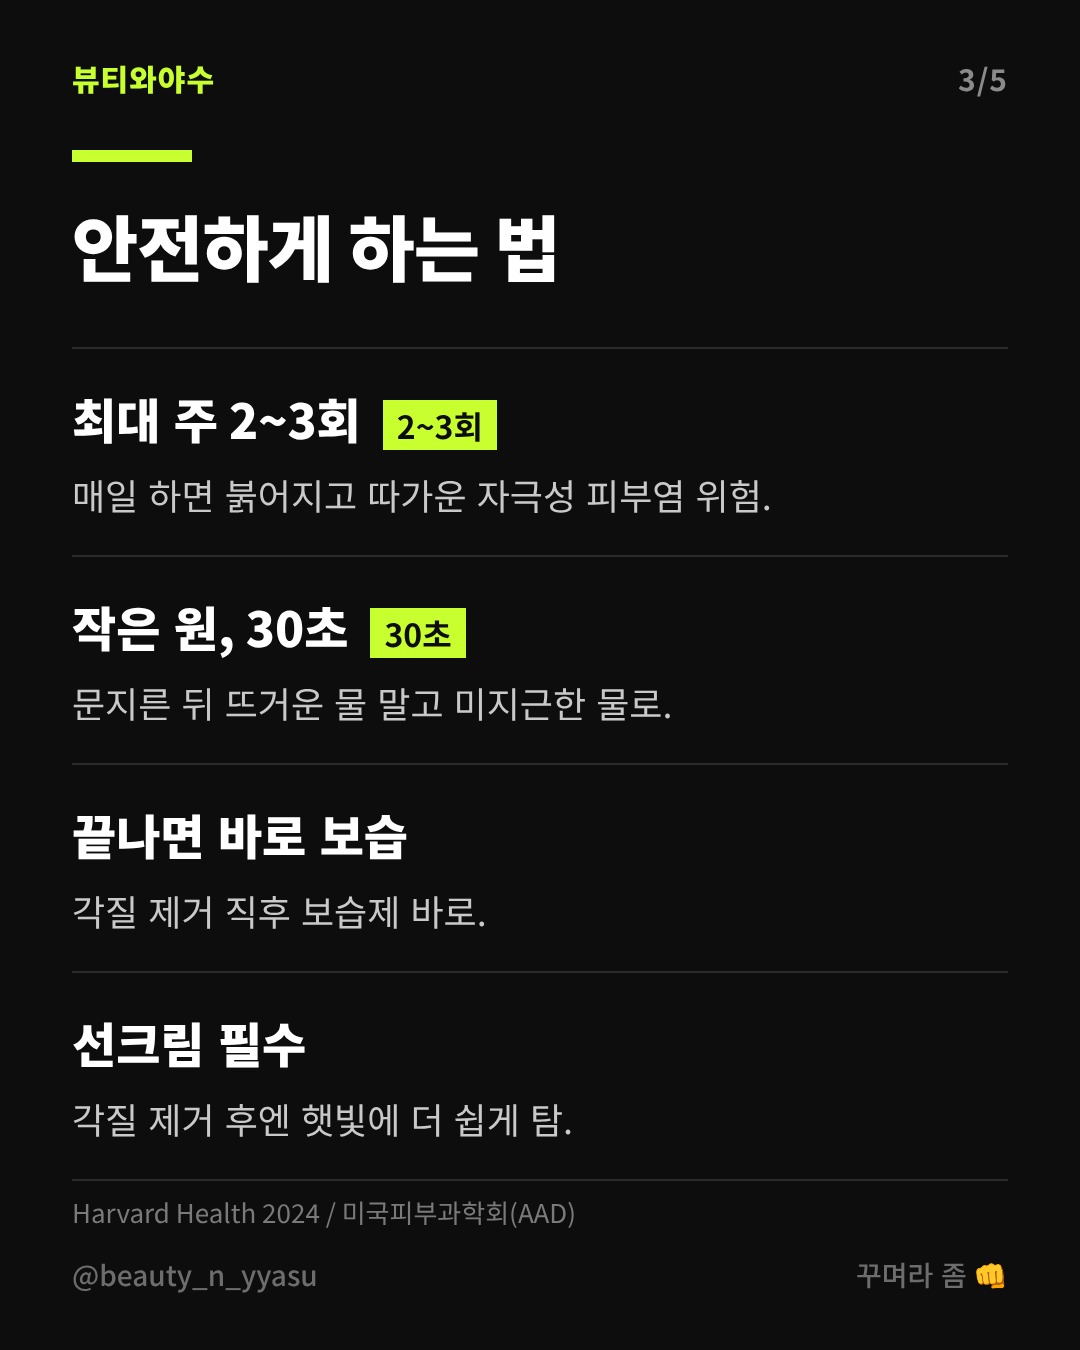 뷰티와야수 3/5
안전하게 하는 법
최대 주 2~3회 2~3회
매일 하면 붉어지고 따가운 자극성 피부염 위험.
작은 원, 30초 30초
문지른 뒤 뜨거운 물 말고 미지근한 물로.
끝나면 바로 보습
각질 제거 직후 보습제 바로.
선크림 필수
각질 제거 후엔 햇빛에 더 쉽게 탐.
Harvard Health 2024 / 미국피부과학회(AAD)
@beauty_n_yyasu 꾸며라 좀 👊